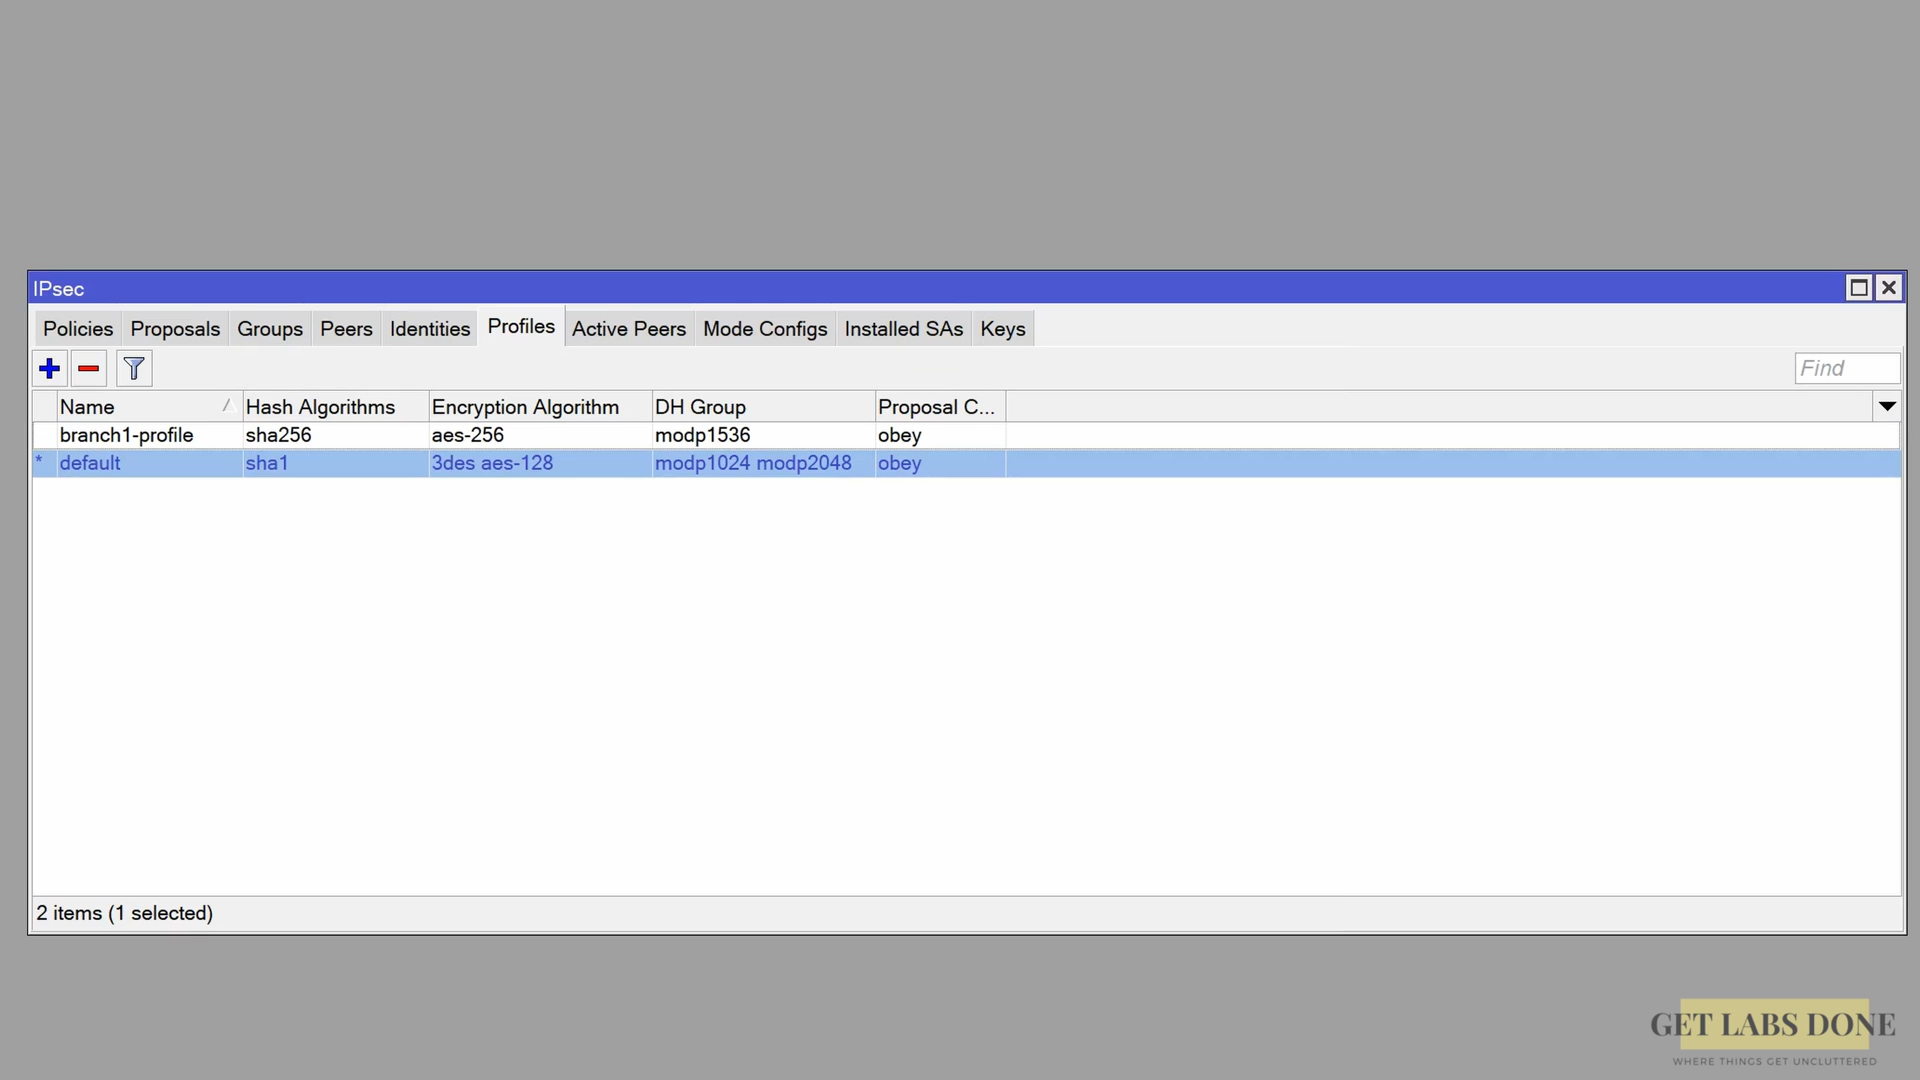 IPsec
Policies Proposals Groups Peers Identities Profiles Active Peers Mode Configs Installed SAs Keys
Find
Name Hash Algorithms Encryption Algorithm DH Group Proposal C...
branch1-profile sha256 aes-256 modp1536 obey
* default sha1 3des aes-128 modp1024 modp2048 obey
2 items (1 selected)
GET LABS DONE
WHERE THINGS GET UNCLUTTERED